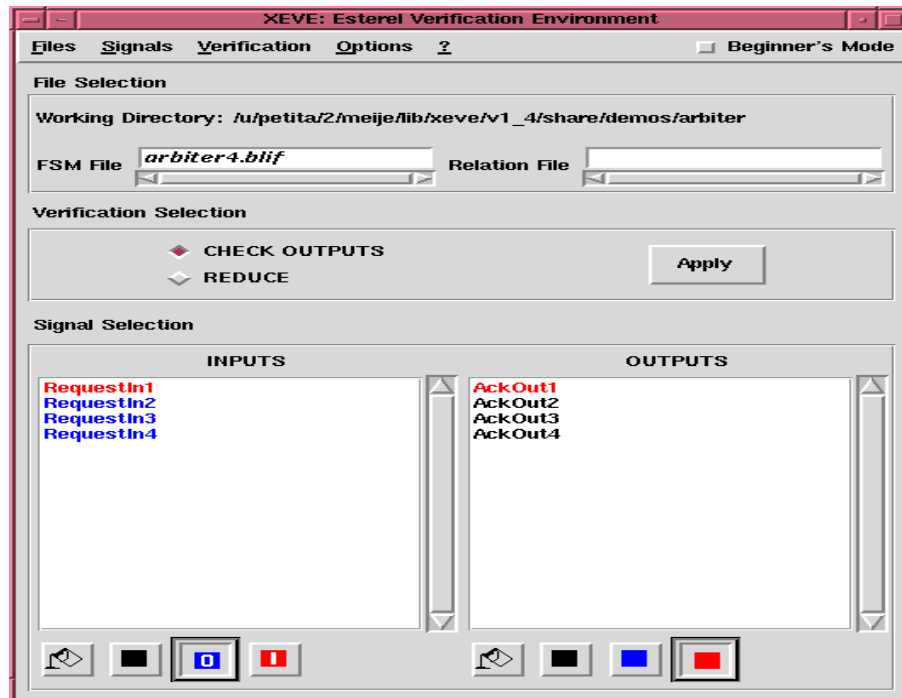 XEVE: Esterel Verification Environment
Files Signals Verification Options ? Beginner's Mode
File Selection
Working Directory: /u/petita/2/meije/lib/xeve/v1_4/share/demos/arbiter
FSM File arbiter4.blif Relation File
Verification Selection
CHECK OUTPUTS
REDUCE
Apply
Signal Selection
INPUTS
RequestIn1
RequestIn2
RequestIn3
RequestIn4
0 I
OUTPUTS
AckOut1
AckOut2
AckOut3
AckOut4